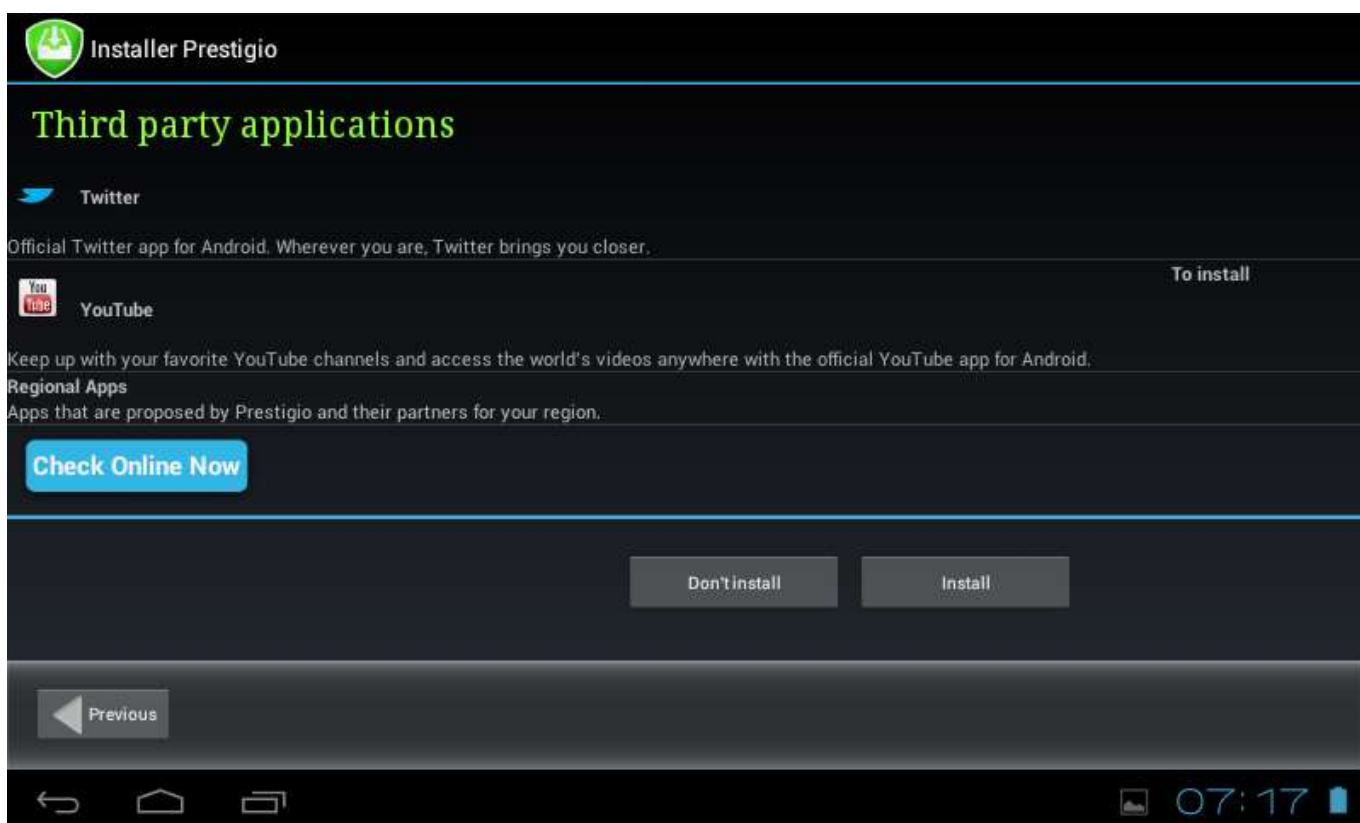 Installer Prestigio
Third party applications
Twitter
Official Twitter app for Android. Wherever you are, Twitter brings you closer.
To install
You
Tube
YouTube
Keep up with your favorite YouTube channels and access the world's videos anywhere with the official YouTube app for Android.
Regional Apps
Apps that are proposed by Prestigio and their partners for your region.
Check Online Now
Don't install
Install
Previous
07:17